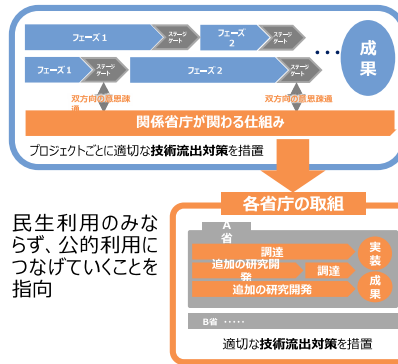 フェーズ１
ステージ
ゲート
フェーズ
２
ステージ
ゲート
・・・
成
果
フェーズ１
ステージ
ゲート
フェーズ２
ステージ
ゲート
双方向の意思疎
通
双方向の意思疎通
関係省庁が関わる仕組み
プロジェクトごとに適切な技術流出対策を措置
各省庁の取組
民生利用のみな
らず、公的利用に
つなげていくことを
指向
A
省
調達
追加の研究開
発
調達
追加の研究開発
実
装
成
果
B省 ‥‥‥
適切な技術流出対策を措置